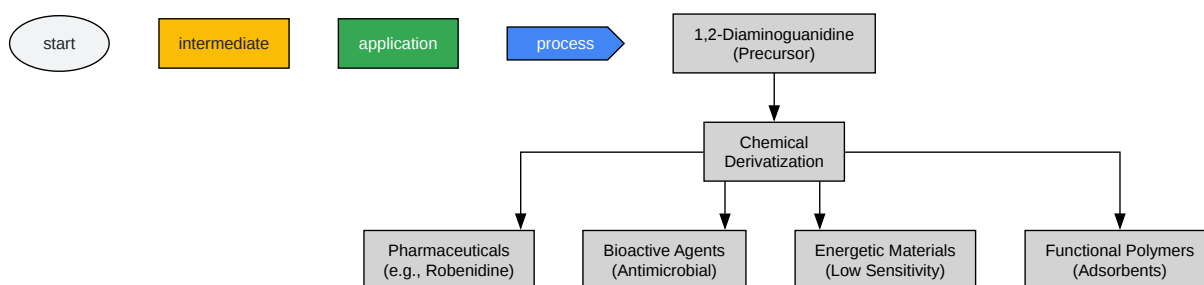 start
intermediate
application
process
1,2-Diaminoguanidine
(Precursor)
Chemical
Derivatization
Pharmaceuticals
(e.g., Robenidine)
Bioactive Agents
(Antimicrobial)
Energetic Materials
(Low Sensitivity)
Functional Polymers
(Adsorbents)